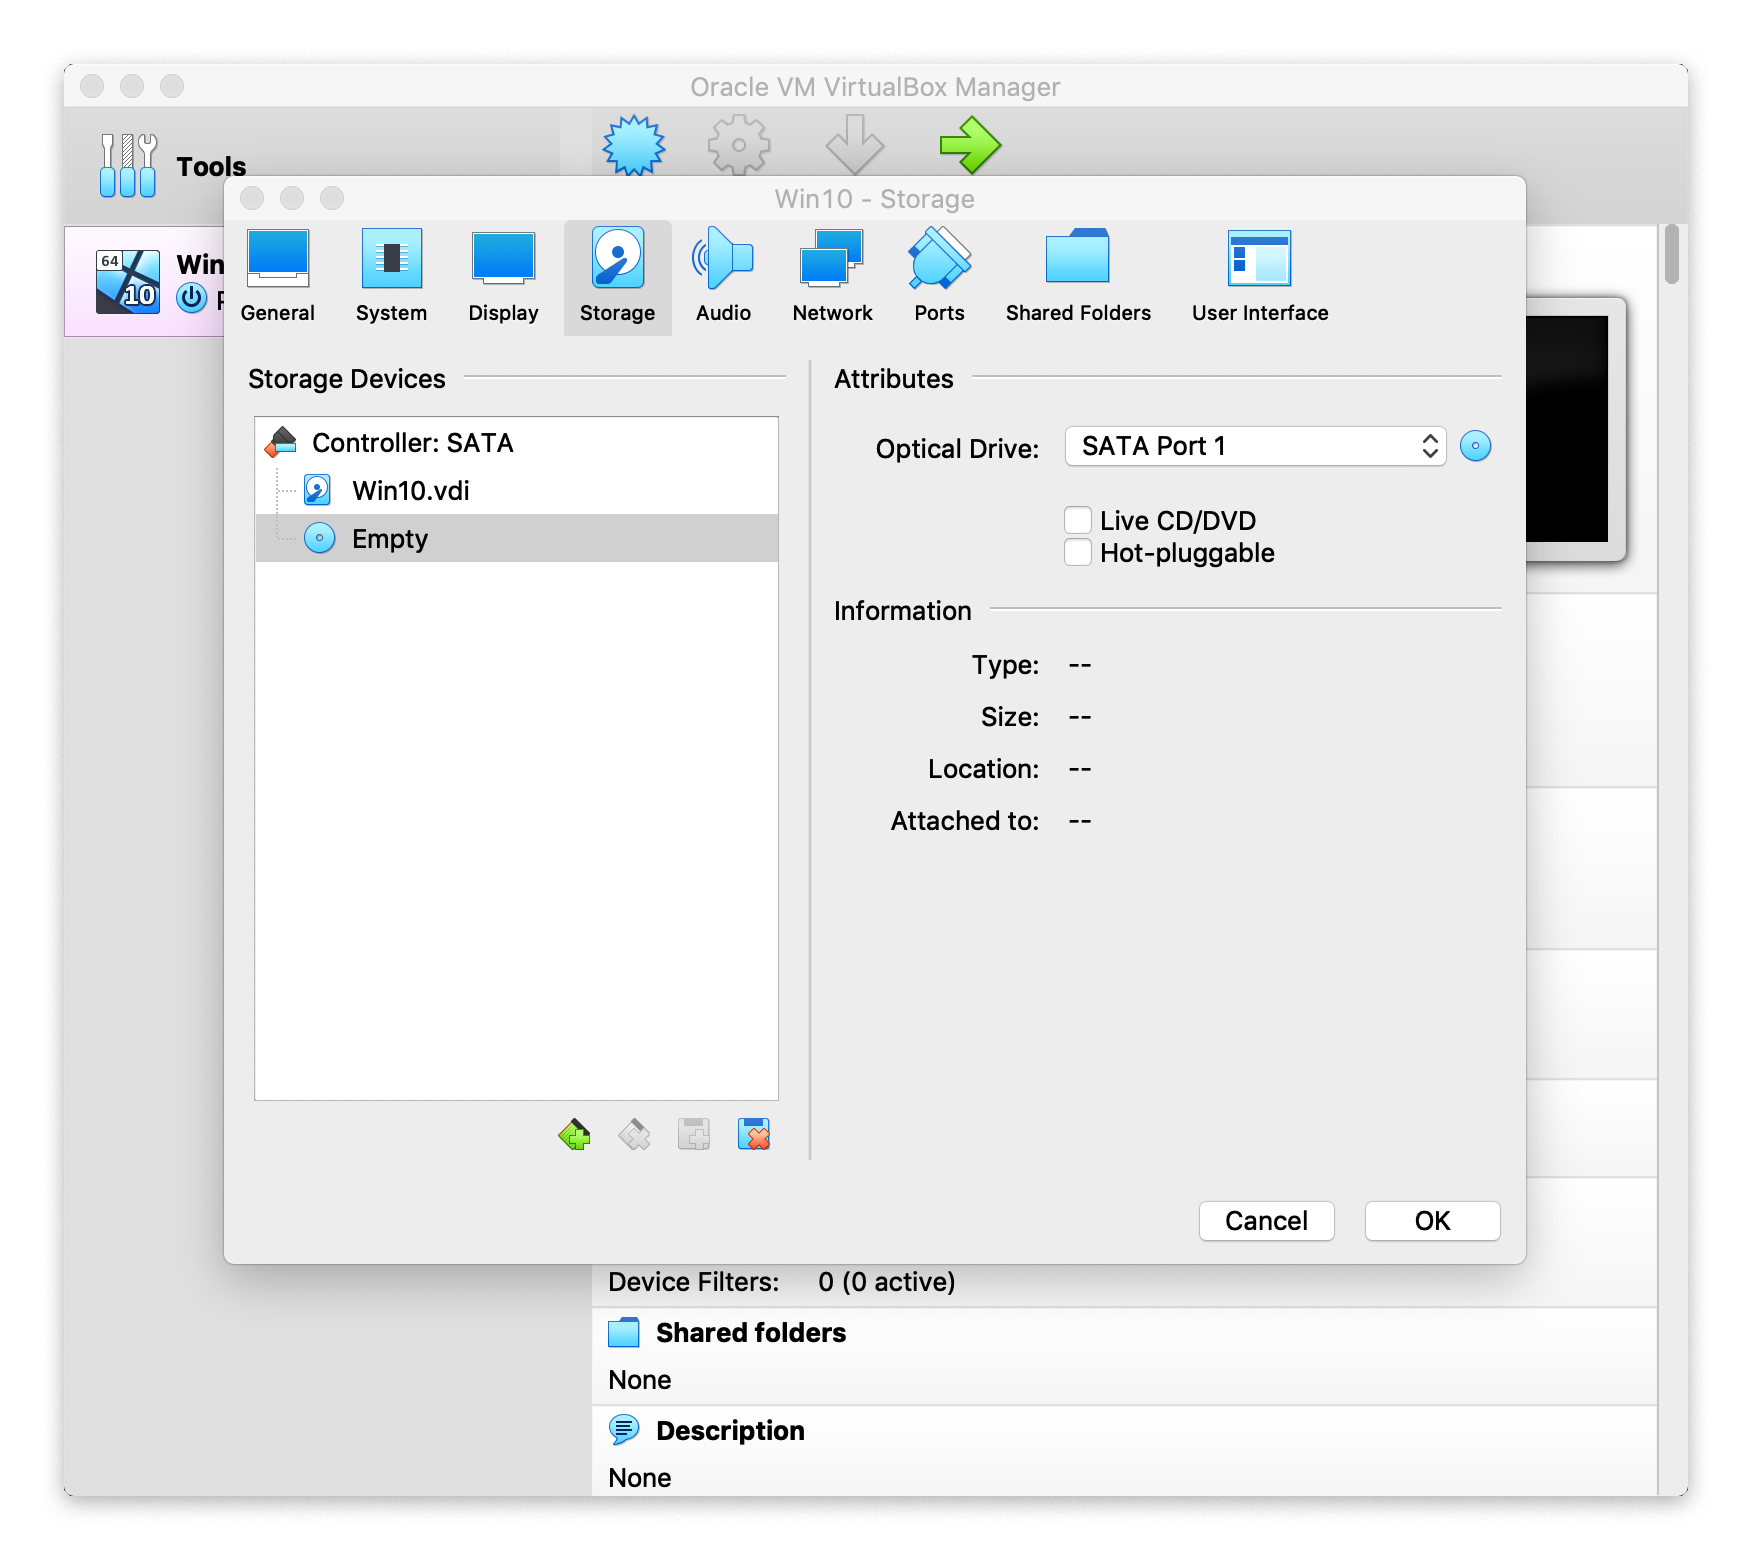 Oracle VM VirtualBox Manager
Tools
Win10 - Storage
64
10
Win
General
System
Display
Storage
Audio
Network
Ports
Shared Folders
User Interface
Storage Devices
Controller: SATA
Win10.vdi
Empty
Attributes
Optical Drive: SATA Port 1
Live CD/DVD
Hot-pluggable
Information
Type: --
Size: --
Location: --
Attached to: --
Cancel
OK
Device Filters: 0 (0 active)
Shared folders
None
Description
None